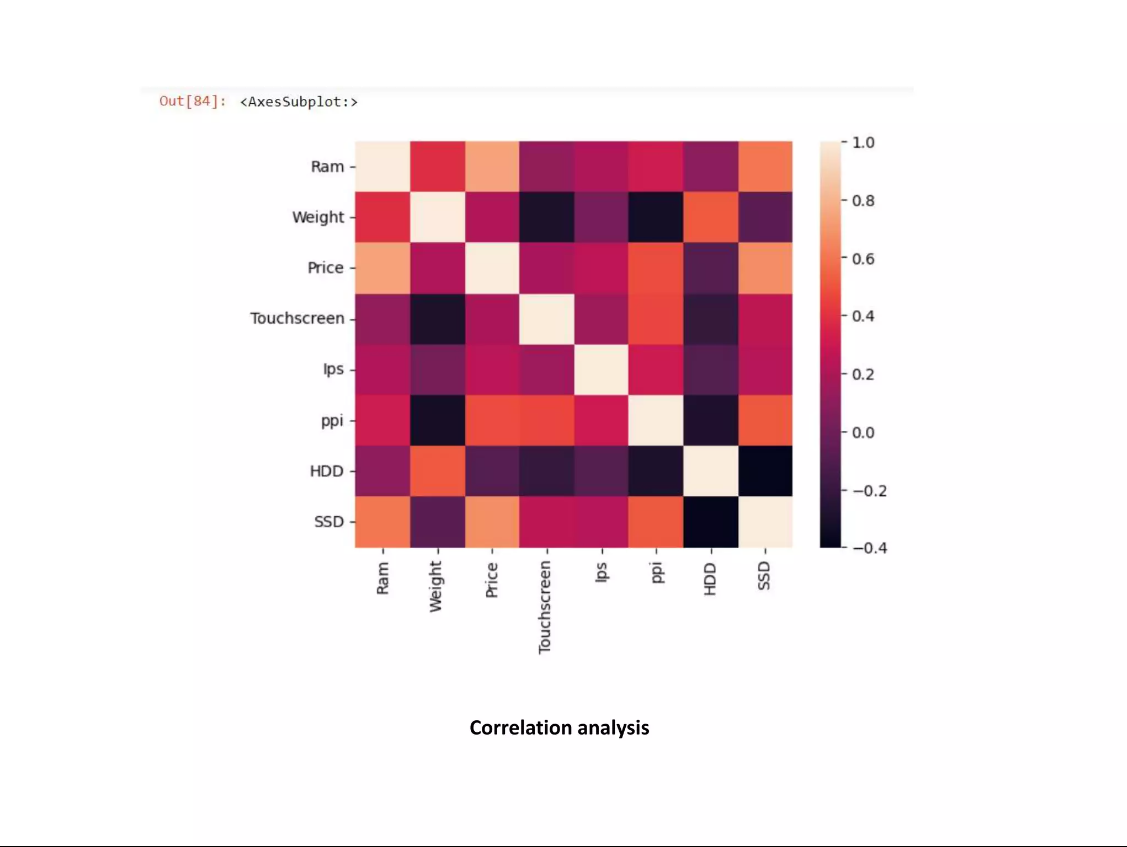 Out[84]: <AxesSubplot:>
Ram
Weight
Price
Touchscreen
Ips
ppi
HDD
SSD
1.0
0.8
0.6
0.4
0.2
0.0
−0.2
−0.4
Ram
Weight
Price
Touchscreen
Ips
ppi
HDD
SSD
Correlation analysis